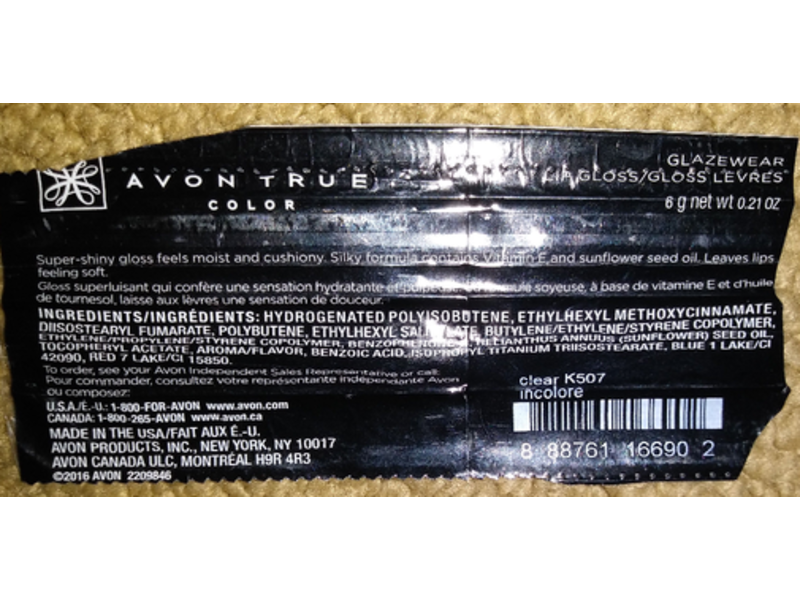 AVON TRUE
COLOR
GLAZEWEAR
LIP GLOSS/GLOSS LÈVRES
6 g net wt 0.21 oz
Super-shiny gloss feels moist and cushiony. Silky formula contains Vitamin E and sunflower seed oil. Leaves lips
feeling soft.
Gloss superluisant qui confère une sensation hydratante et pulpeuse. soyeuse, à base de vitamine E et d'huile
de tournesol, laisse aux lèvres une sensation de douceur.
INGREDIENTS/INGRÉDIENTS: HYDROGENATED POLYISOBUTENE, ETHYLHEXYL METHOXYCINNAMATE,
DIISOSTEARYL FUMARATE, POLYBUTENE, ETHYLHEXYL SALICYLATE, BUTYLENE/ETHYLENE/STYRENE COPOLYMER,
ETHYLENE/PROPYLENE/STYRENE COPOLYMER, HELIANTHUS ANNUUS (SUNFLOWER) SEED OIL,
TOCOPHERYL ACETATE, AROMA/FLAVOR, BENZOIC ACID, ISOPROPYL TITANIUM TRIISOSTEARATE, BLUE 1 LAKE/CI
42090, RED 7 LAKE/CI 15850.
To order, see your Avon Independent Sales Representative or call:
Pour commander, consultez votre représentante indépendante Avon
ou composez:
U.S.A./É.-U.: 1-800-FOR-AVON www.avon.com
CANADA: 1-800-265-AVON www.avon.ca
MADE IN THE USA/FAIT AUX É.-U.
AVON PRODUCTS, INC., NEW YORK, NY 10017
AVON CANADA ULC, MONTRÉAL H9R 4R3
©2016 AVON 2209846
clear K507
incolore
8 88761 16690 2